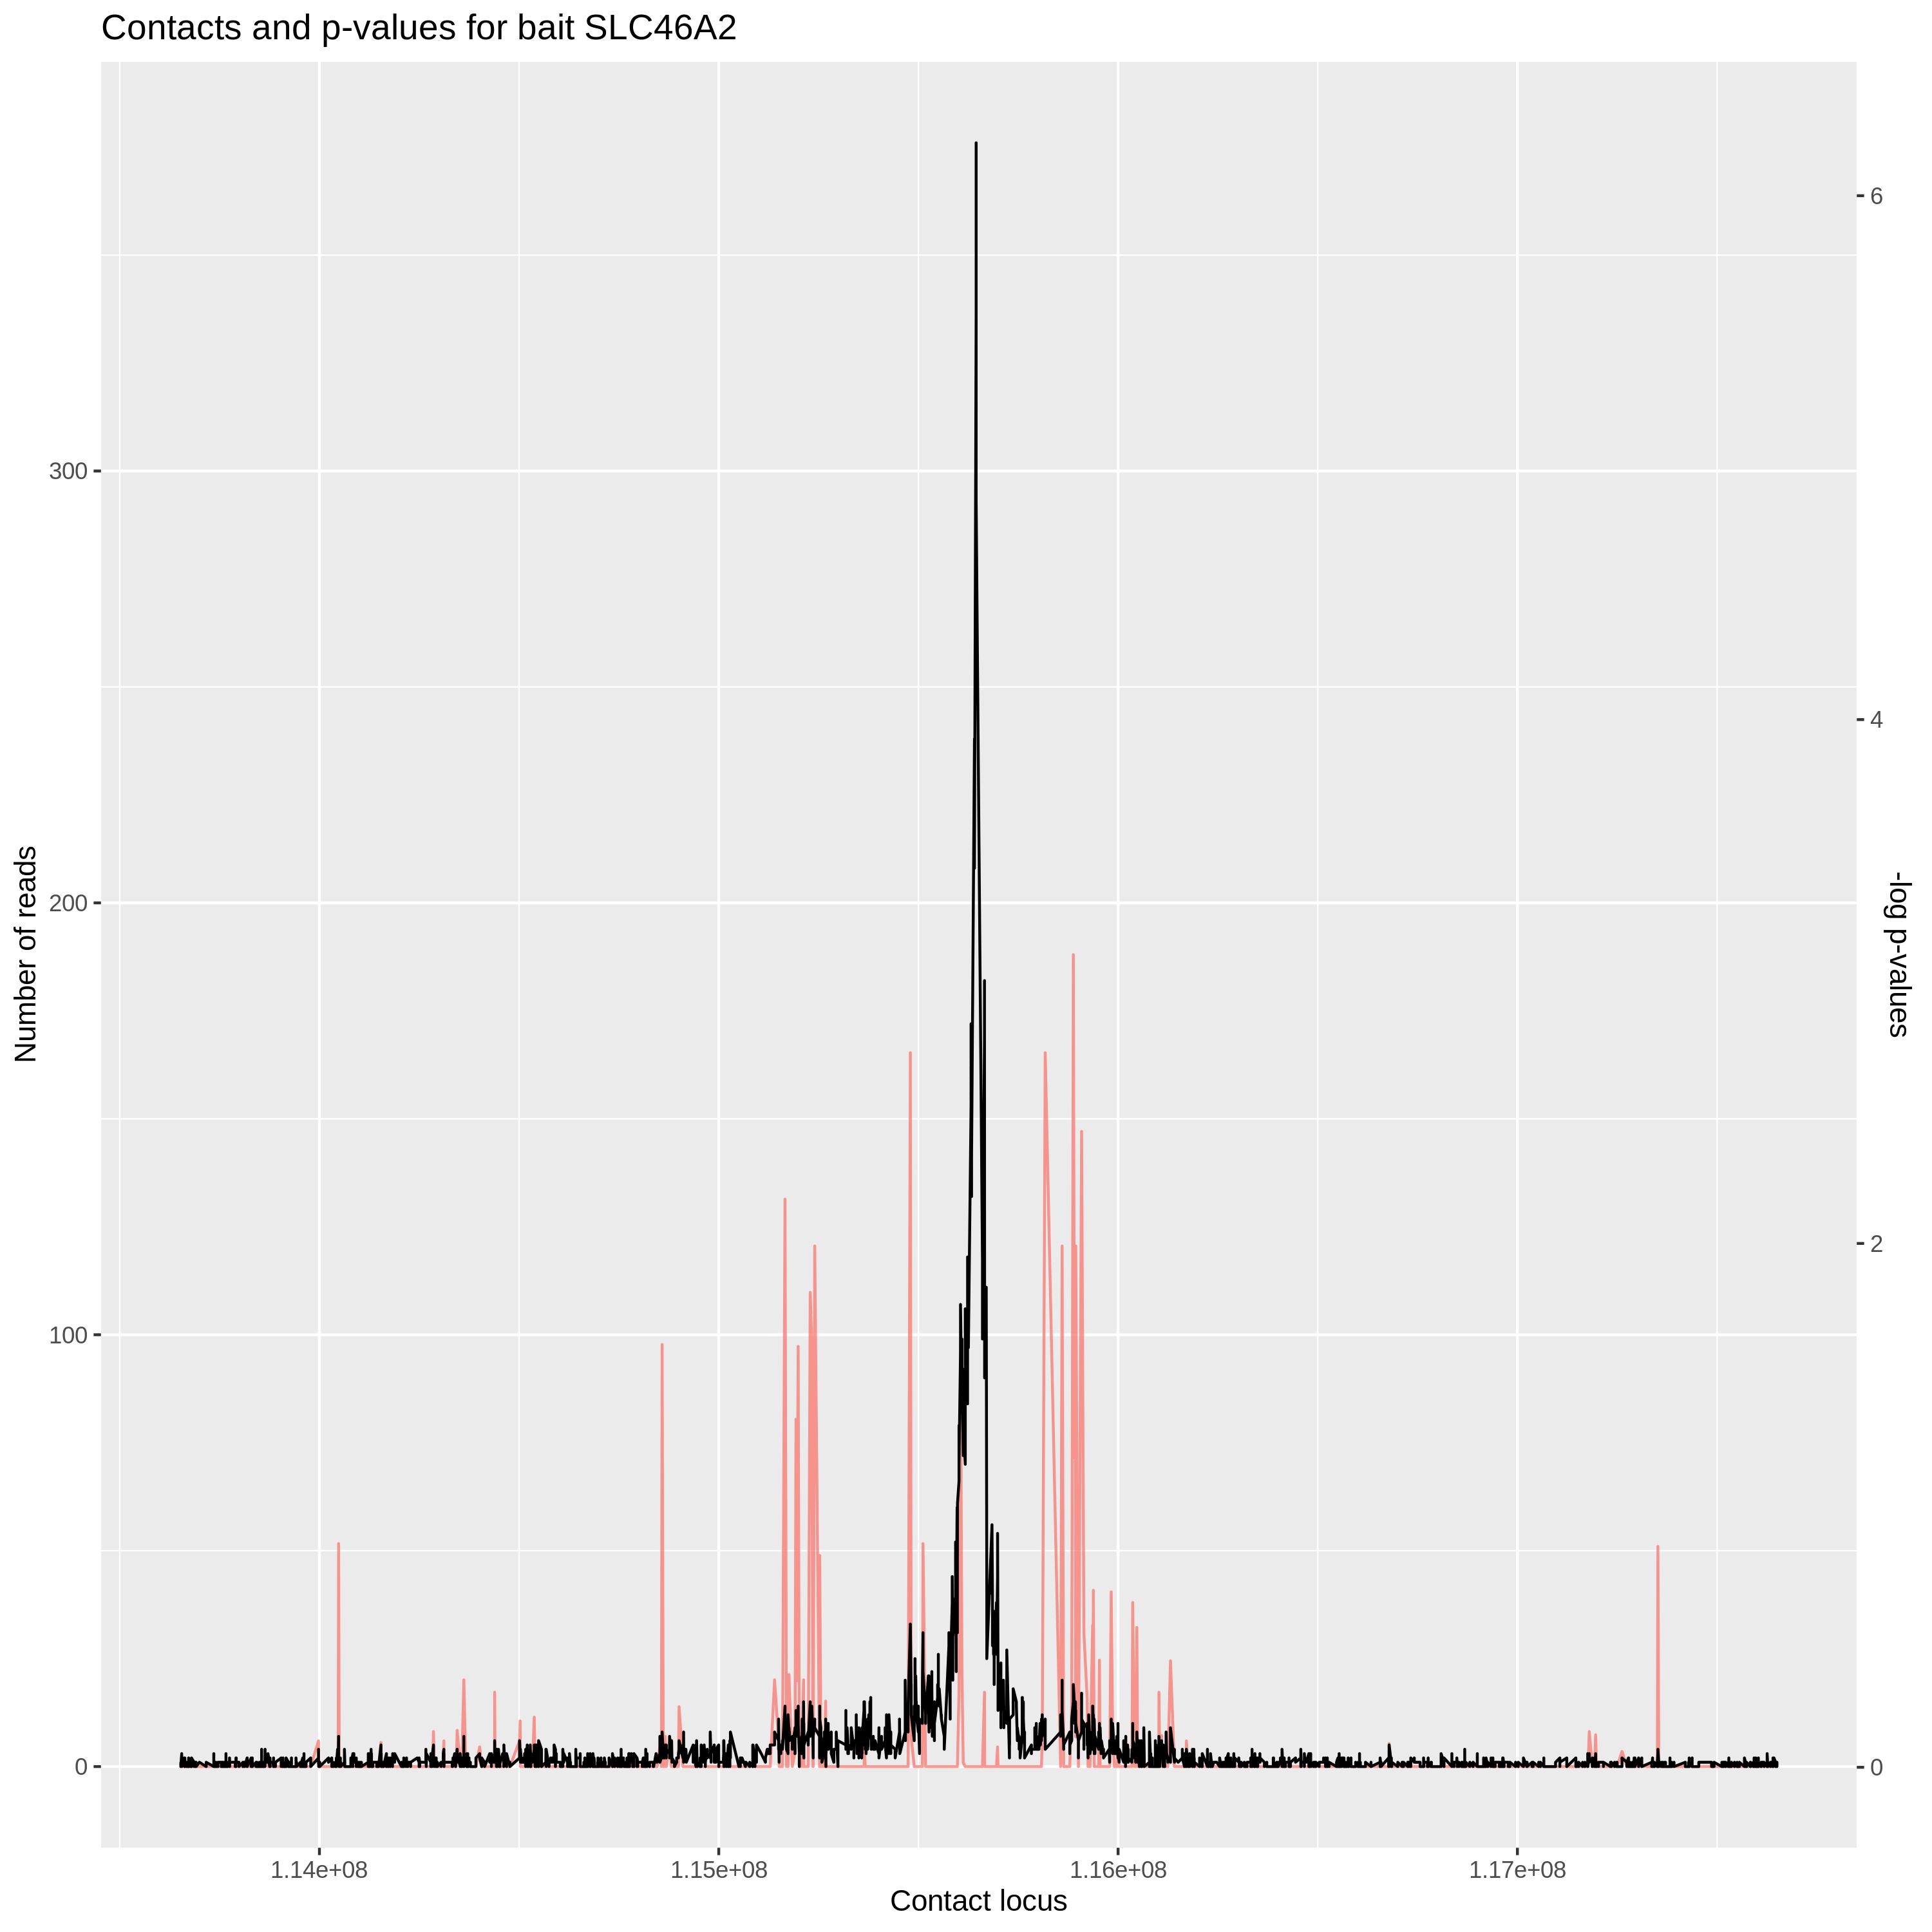 Contacts and p-values for bait SLC46A2
Number of reads
300
200
100
0
6
4
2
0
-log p-values
1.14e+08
1.15e+08
1.16e+08
1.17e+08
Contact locus